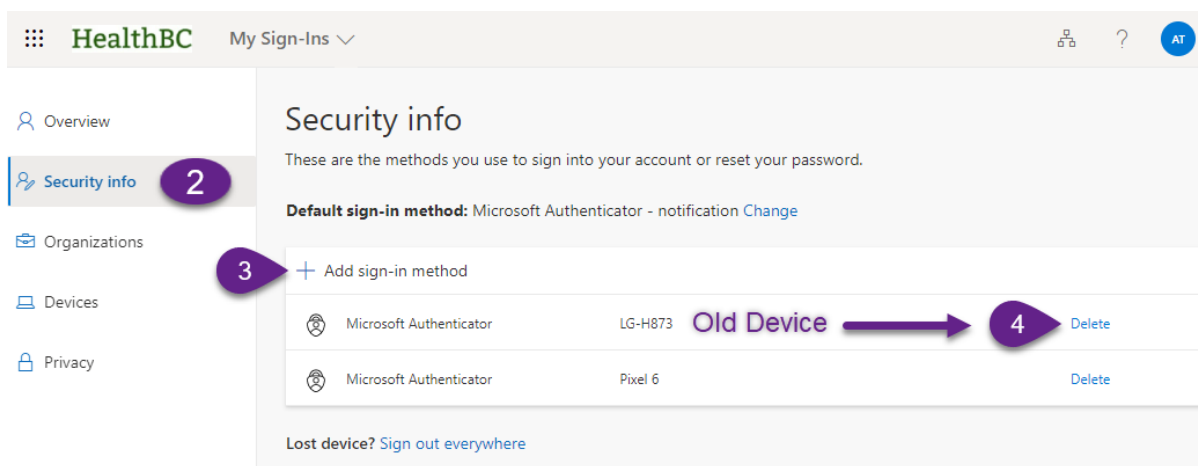 HealthBC My Sign-Ins ? AT
Overview
Security info 2
Organizations
Devices
Privacy
Security info
These are the methods you use to sign into your account or reset your password.
Default sign-in method: Microsoft Authenticator - notification Change
3 + Add sign-in method
Microsoft Authenticator LG-H873 Old Device 4 Delete
Microsoft Authenticator Pixel 6 Delete
Lost device? Sign out everywhere